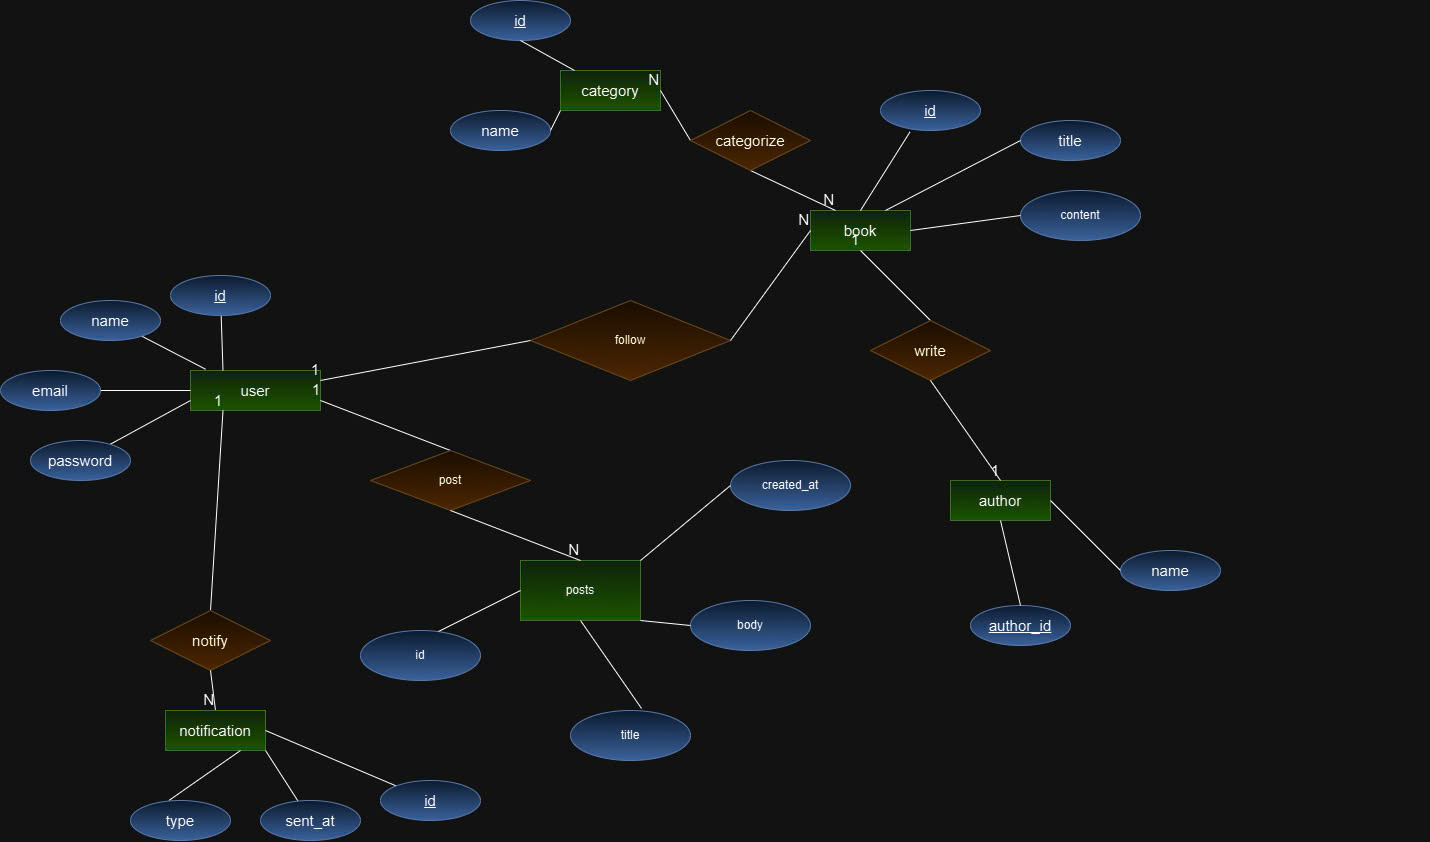 id
category
N
name
categorize
id
title
content
N
N
book
1
id
name
email
password
user
1
1
1
follow
write
post
created_at
1
author
name
author_id
N
posts
id
body
title
notify
N
notification
type
sent_at
id